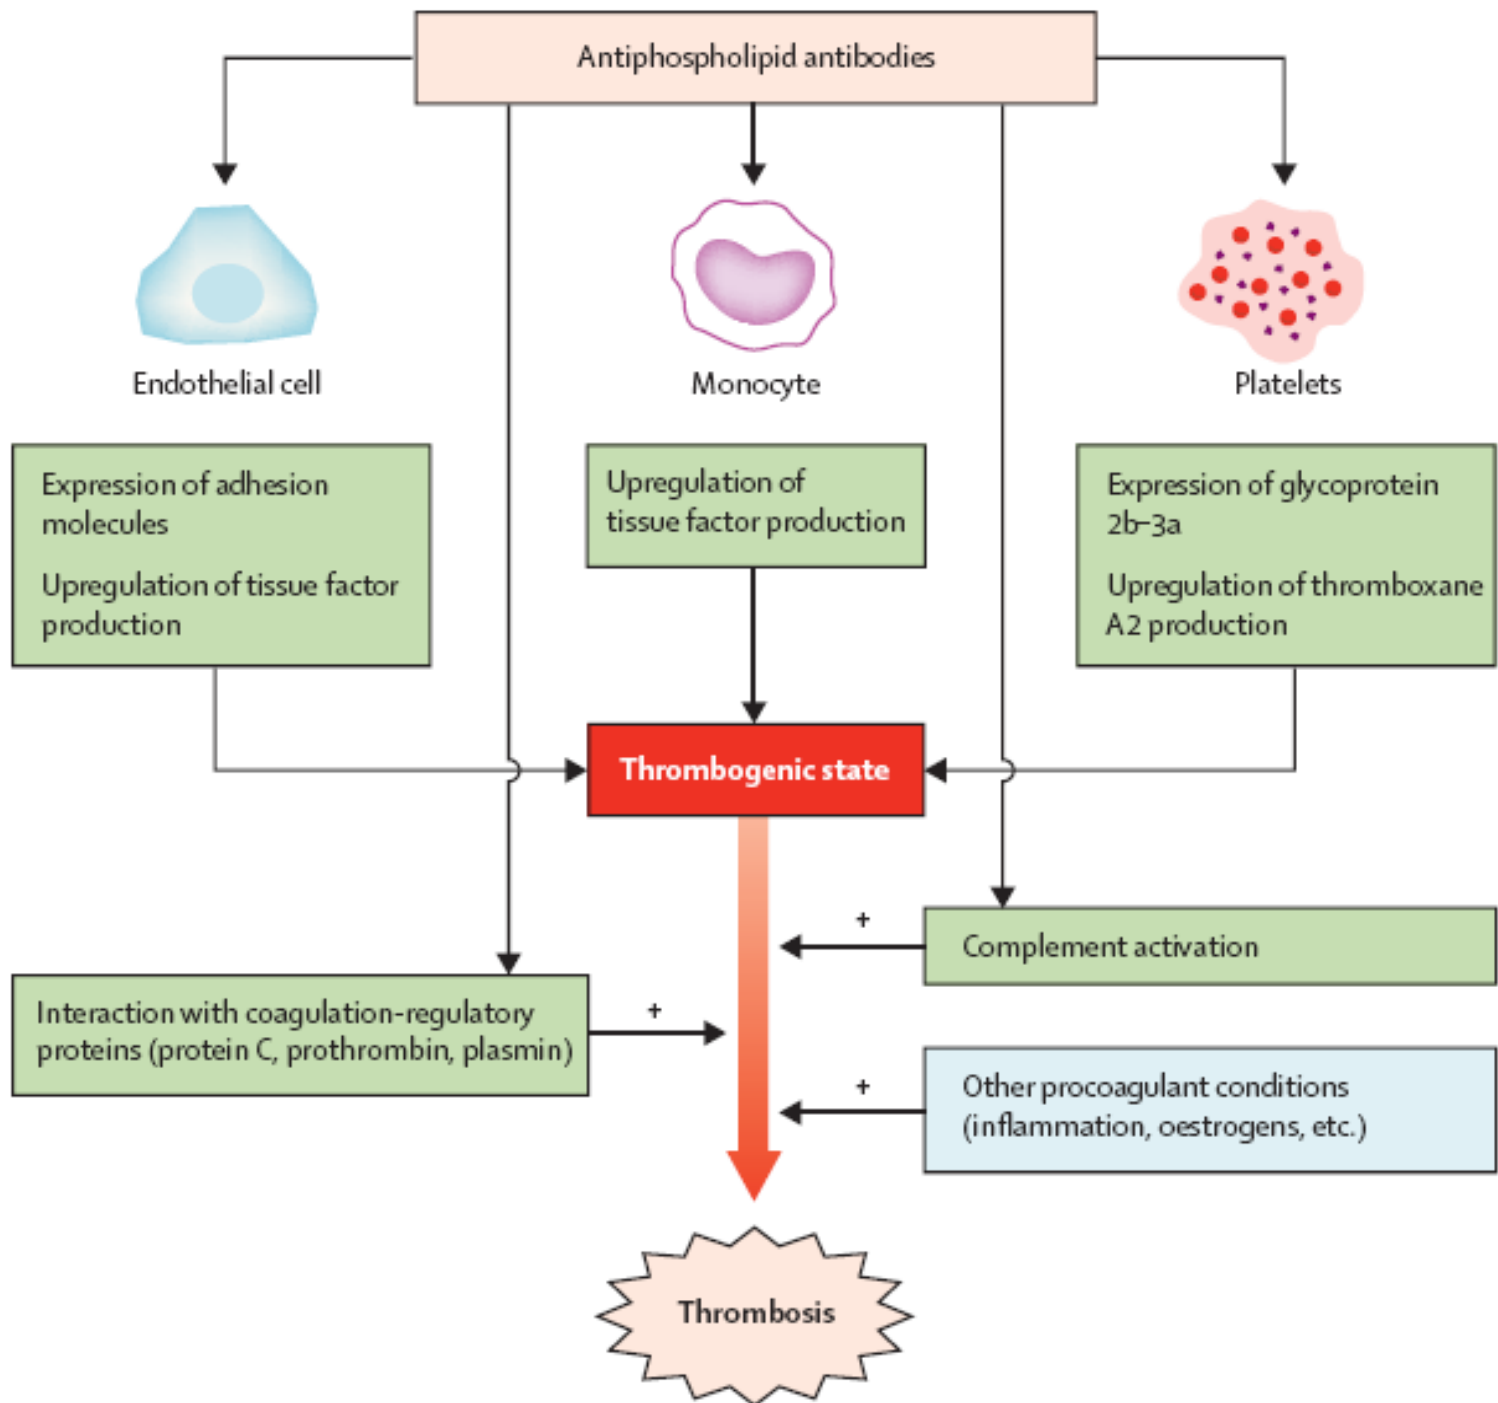 Antiphospholipid antibodies
Endothelial cell
Monocyte
Platelets
Expression of adhesion
molecules
Upregulation of tissue factor
production
Upregulation of
tissue factor production
Expression of glycoprotein
2b–3a
Upregulation of thromboxane
A2 production
Thrombogenic state
+
Complement activation
+
Interaction with coagulation-regulatory
proteins (protein C, prothrombin, plasmin)
+
Other procoagulant conditions
(inflammation, oestrogens, etc.)
Thrombosis